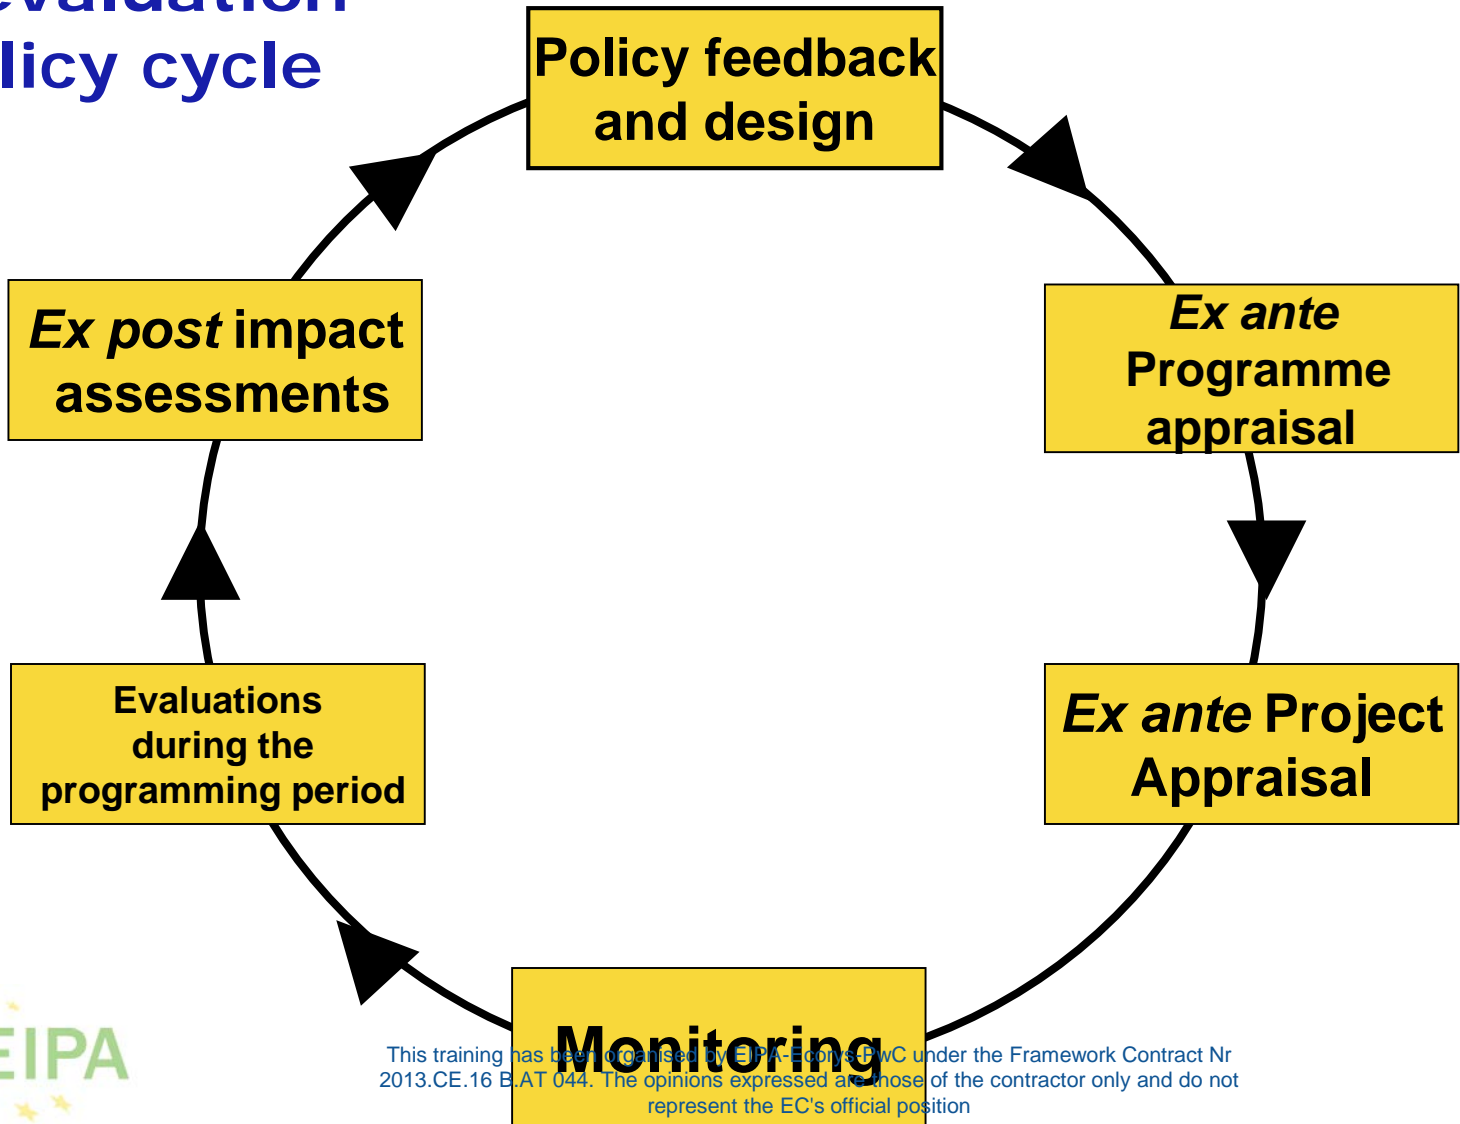 evaluation
licy cycle
Policy feedback
and design
Ex post impact
assessments
Ex ante
Programme
appraisal
Evaluations
during the
programming period
Ex ante Project
Appraisal
Monitoring
EIPA
This training has been organised by EIPA-Ecorys-PwC under the Framework Contract Nr
2013.CE.16 B.AT 044. The opinions expressed are those of the contractor only and do not
represent the EC's official position